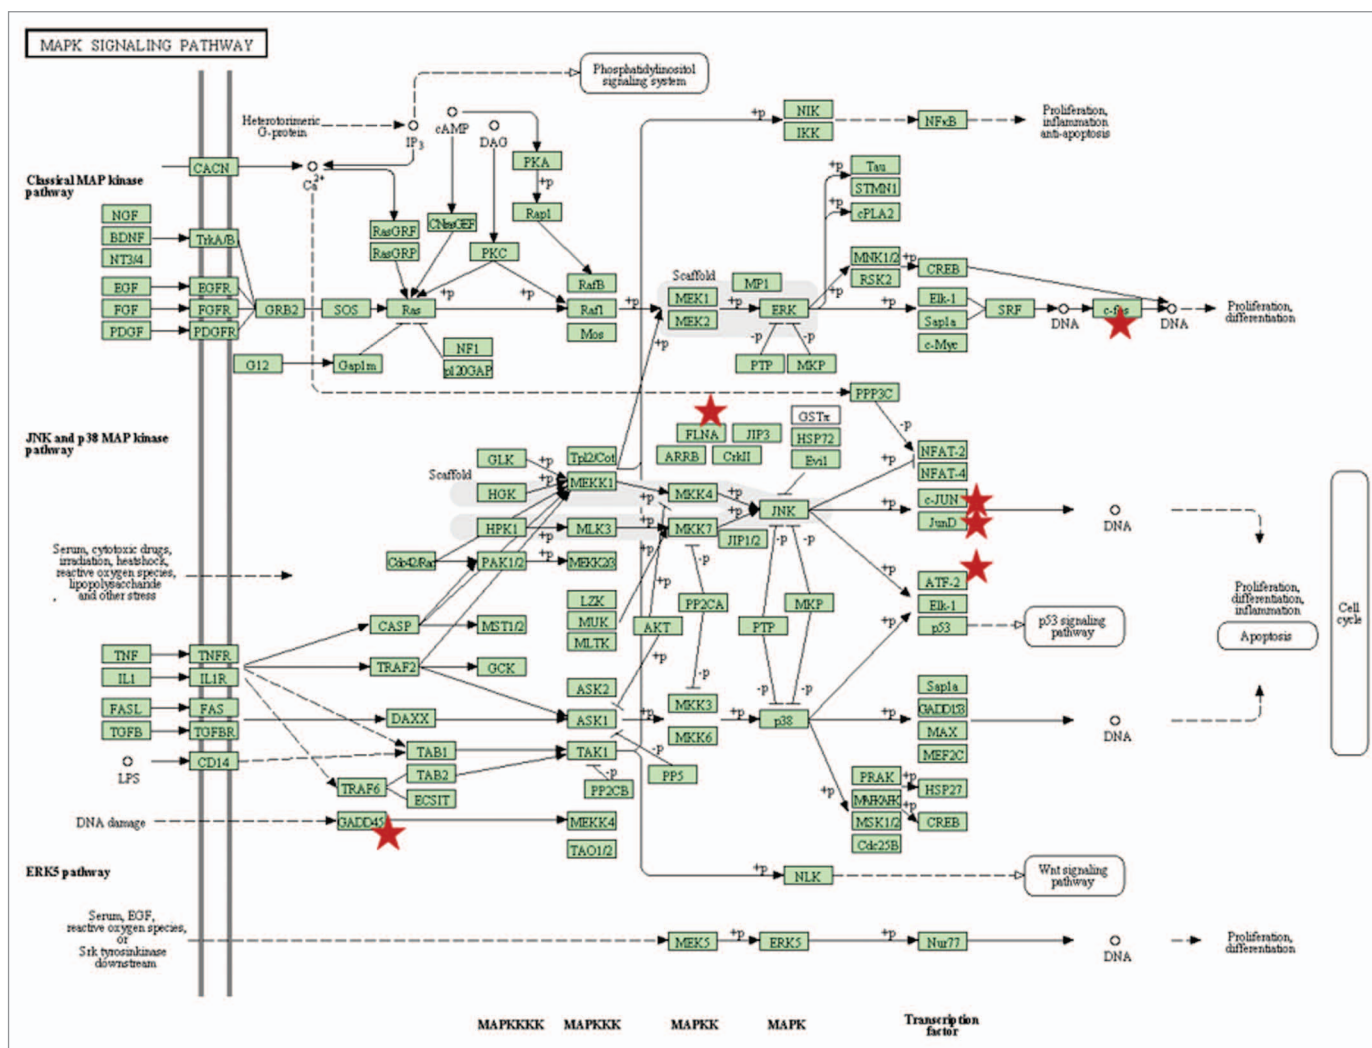 MAPK SIGNALING PATHWAY
Phosphatidylinositol
signaling system
Heterotorimeric
G-protein
IP3
cAMP
DAG
+p
NIK
IKK
NFκB
Proliferation,
inflammation
anti-apoptosis
CACN
Ca2+
PKA
+p
Rap1
+p
Tau
STMN1
+p
cPLA2
Classical MAP kinase
pathway
NGF
BDNF
NT3/4
TrkA/B
RasGRF
RasGRP
CNrasGEF
PKC
RafB
Scaffold
MP1
+p
MNK1/2
RSK2
+p
CREB
EGF
EGFR
FGF
FGFR
PDGF
PDGFR
GRB2
SOS
Ras
+p
+p
Raf1
Mos
+p
MEK1
MEK2
+p
ERK
+p
Elk-1
Sap1a
c-Myc
SRF
DNA
c-fos
DNA
Proliferation,
differentiation
G12
Gap1m
NF1
p120GAP
+p
-p
-p
PTP
MKP
PPP3C
-p
JNK and p38 MAP kinase
pathway
FLNA
JIP3
ARRB
CrkII
GSTπ
HSP72
Evi1
NFAT-2
NFAT-4
+p
Scaffold
GLK
+p
HGK
+p
Tpl2/Cot
MEKK1
+p
MKK4
+p
JNK
+p
c-JUN
JunD
DNA
HPK1
+p
MLK3
+p
MKK7
+p
JIP1/2
Cdc42/Rac
PAK1/2
+p
MEKK2/3
Serum, cytotoxic drugs,
irradiation, heatshock,
reactive oxygen species,
lipopolysaccharide
and other stress
+p
-p
-p
-p
+p
ATF-2
Elk-1
p53
p53 signaling
pathway
Proliferation,
differentiation,
inflammation
Apoptosis
Cell
cycle
LZK
MUK
MLTK
AKT
PP2CA
PTP
MKP
CASP
MST1/2
TNF
TNFR
IL1
IL1R
TRAF2
GCK
+p
-p
-p
-p
ASK2
MKK3
MKK6
FASL
FAS
TGFB
TGFBR
DAXX
ASK1
+p
+p
p38
+p
Sap1a
GADD153
MAX
MEF2C
DNA
LPS
CD14
TAB1
TAB2
TRAF6
ECSIT
TAK1
-p
-p
PP2CB
PP5
+p
PRAK
MAPKAPK
MSK1/2
Cdc25B
+p
+p
HSP27
CREB
DNA damage
GADD45
MEKK4
TAO1/2
ERK5 pathway
+p
NLK
Wnt signaling
pathway
Serum, EGF,
reactive oxygen species,
or
Srk tyrosinkinase
downstream
MEK5
+p
ERK5
+p
Nur77
DNA
Proliferation,
differentiation
MAPKKKK
MAPKKK
MAPKK
MAPK
Transcription
factor